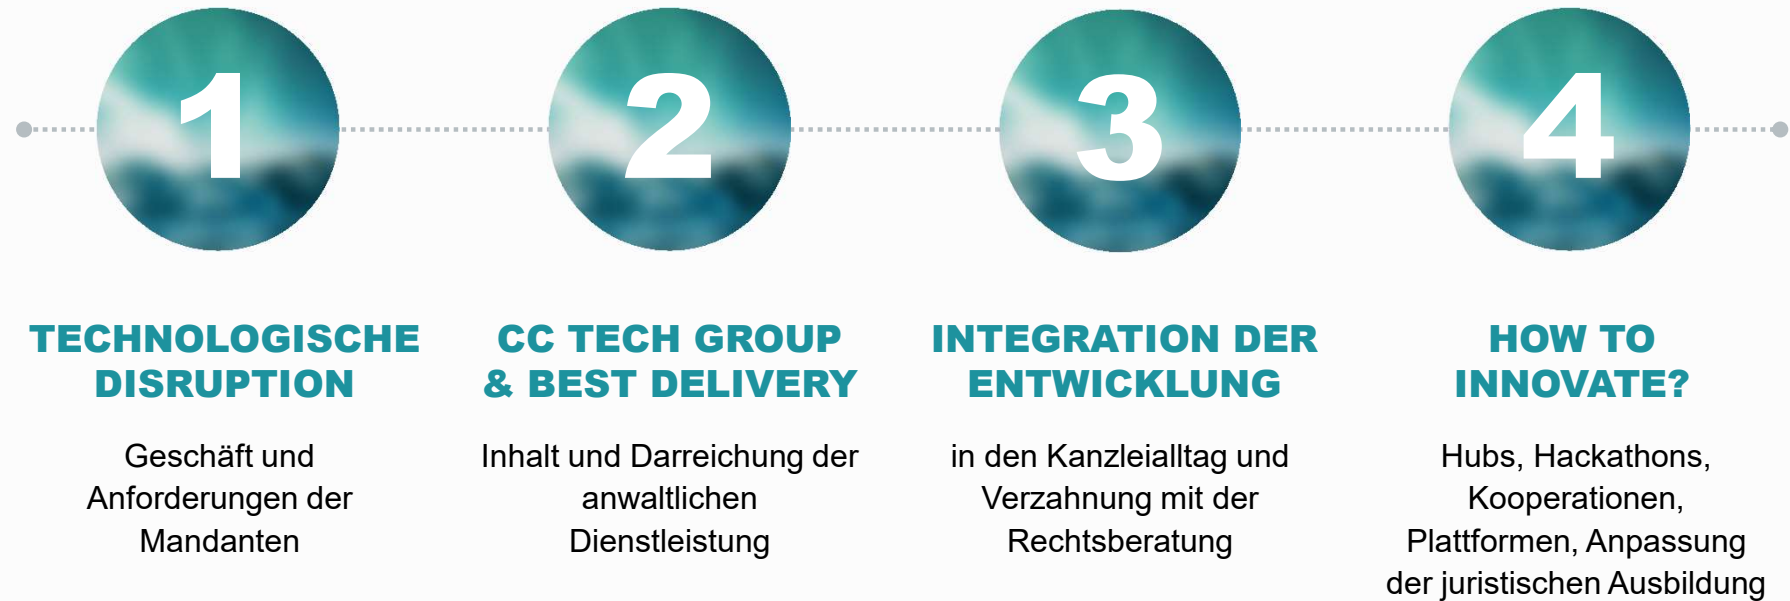 1
2
3
4
TECHNOLOGISCHE
DISRUPTION
Geschäft und
Anforderungen der
Mandanten
CC TECH GROUP
& BEST DELIVERY
Inhalt und Darreichung der
anwaltlichen
Dienstleistung
INTEGRATION DER
ENTWICKLUNG
in den Kanzleialltag und
Verzahnung mit der
Rechtsberatung
HOW TO
INNOVATE?
Hubs, Hackathons,
Kooperationen,
Plattformen, Anpassung
der juristischen Ausbildung